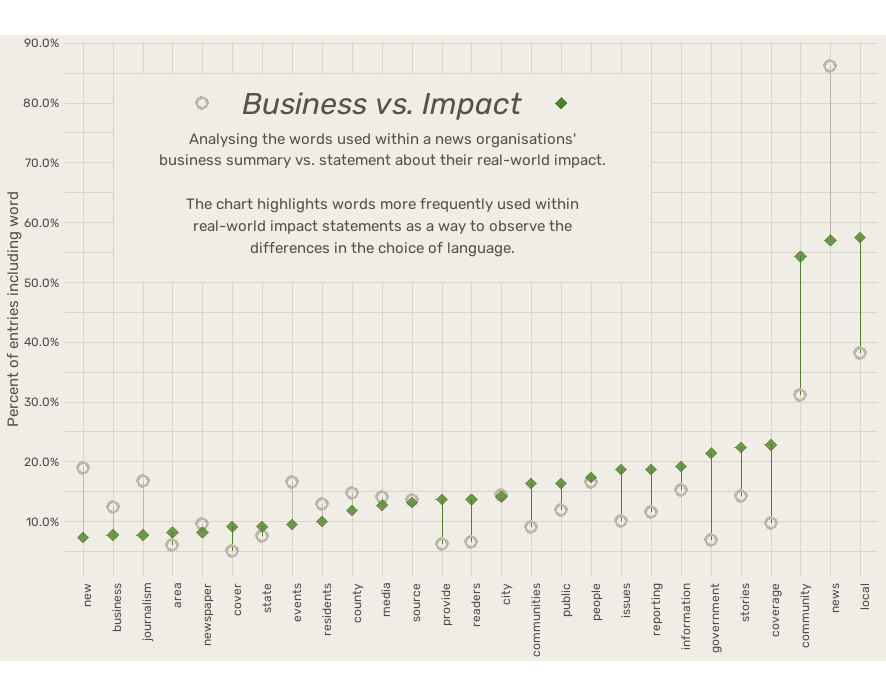 90.0%
Business vs. Impact
80.0%
Analysing the words used within a news organisations'
business summary vs. statement about their real-world impact.
70.0%
The chart highlights words more frequently used within
real-world impact statements as a way to observe the
differences in the choice of language.
60.0%
50.0%
40.0%
30.0%
20.0%
10.0%
Percent of entries including word
new
business
journalism
area
newspaper
cover
state
events
residents
county
media
source
provide
readers
city
communities
public
people
issues
reporting
information
government
stories
coverage
community
news
local